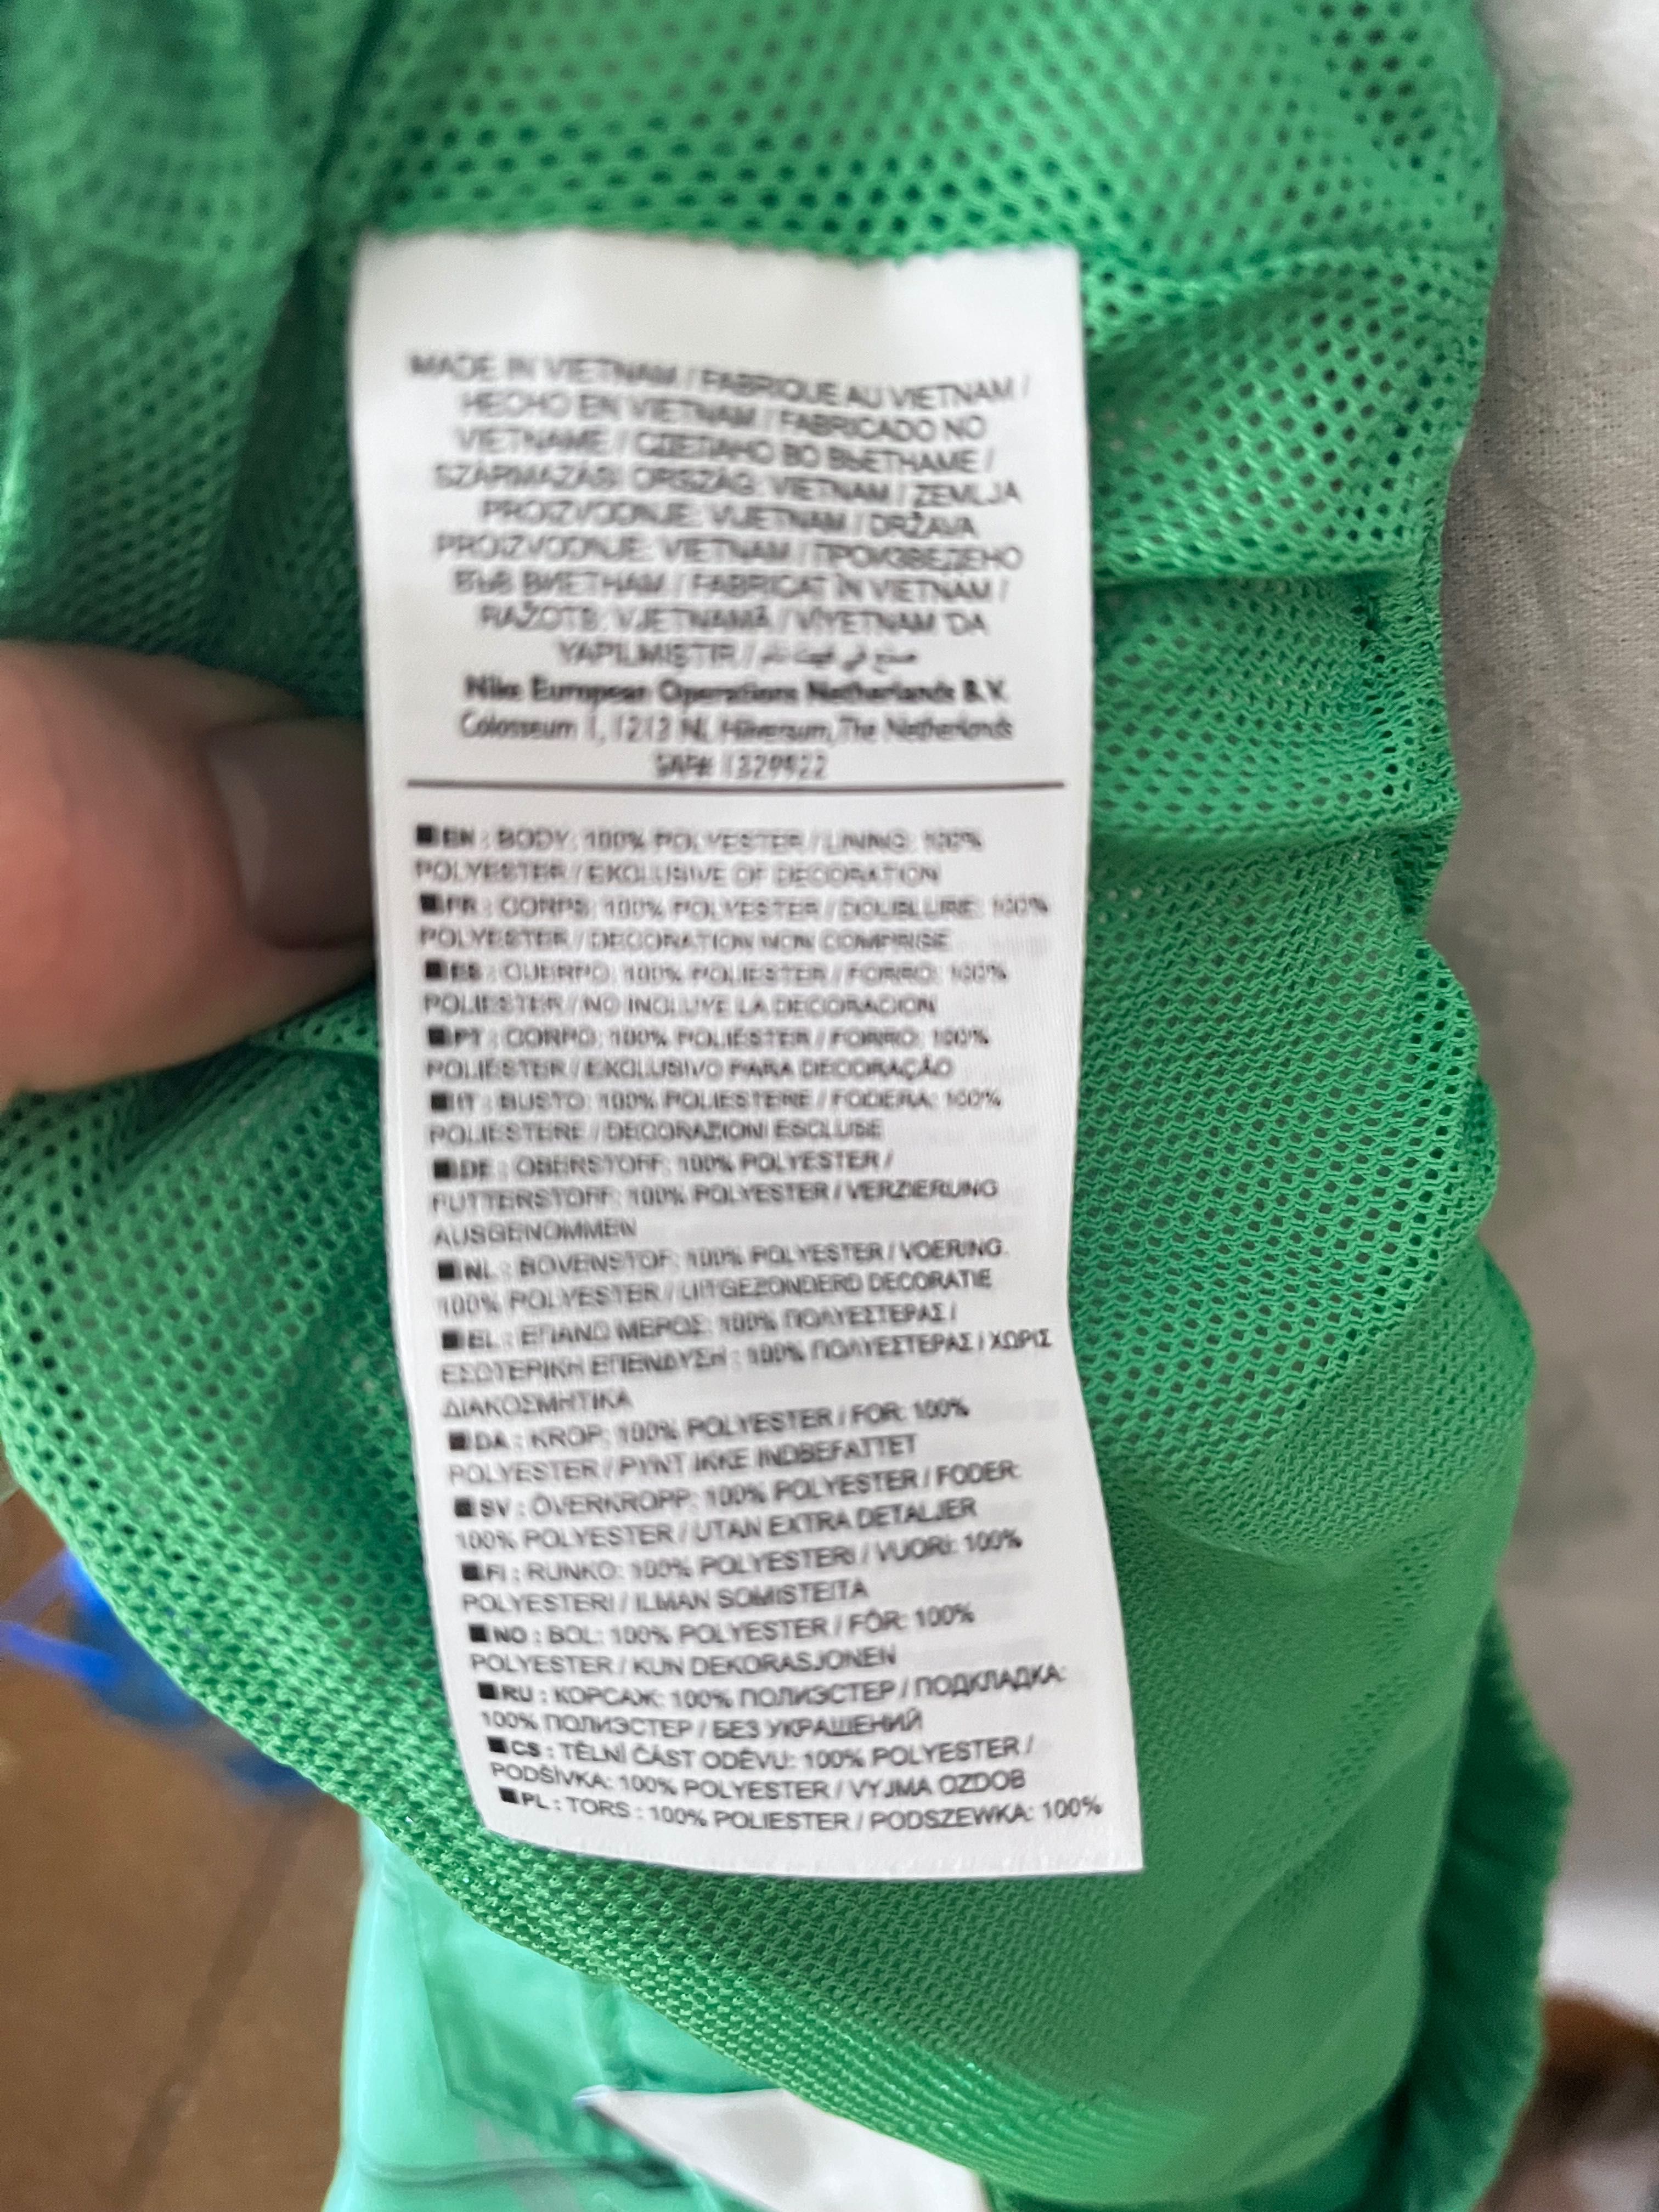 MADE IN VIETNAM / FABRIQUE AU VIETNAM /
HECHO EN VIETNAM / FABRICADO NO
VIETNAME / СДЕЛАНО ВО ВЬЕТНАМЕ /
SZÁRMAZÁSI ORSZÁG: VIETNAM / ZEMLJA
PROIZVODNJE: VIJETNAM / DRŽAVA
PROIZVODNJE: VIETNAM / ПРОИЗВЕДЕНО
ВЪВ ВИЕТНАМ / FABRICAT ÎN VIETNAM /
RAŽOTS: VJETNAMĀ / VİYETNAM 'DA
YAPILMIŞTIR / صنع في فيت نام
Nike European Operations Netherlands B.V.
Colosseum 1, 1213 NL Hilversum, The Netherlands
1329922
■EN : BODY: 100% POLYESTER / LINING: 100%
POLYESTER / EXCLUSIVE OF DECORATION
■FR : CORPS: 100% POLYESTER / DOUBLURE: 100%
POLYESTER / DECORATION NON COMPRISE
■ES : CUERPO: 100% POLIESTER / FORRO: 100%
POLIESTER / NO INCLUYE LA DECORACION
■PT : CORPO: 100% POLIÉSTER / FORRO: 100%
POLIÉSTER / EXCLUSIVO PARA DECORAÇÃO
■IT : BUSTO: 100% POLIESTERE / FODERA: 100%
POLIESTERE / DECORAZIONI ESCLUSE
■DE : OBERSTOFF: 100% POLYESTER /
FUTTERSTOFF: 100% POLYESTER / VERZIERUNG
AUSGENOMMEN
■NL : BOVENSTOF: 100% POLYESTER / VOERING:
100% POLYESTER / UITGEZONDERD DECORATIE
■EL : ΕΠΑΝΩ ΜΕΡΟΣ: 100% ΠΟΛΥΕΣΤΕΡΑΣ /
ΕΣΩΤΕΡΙΚΗ ΕΠΕΝΔΥΣΗ : 100% ΠΟΛΥΕΣΤΕΡΑΣ / ΧΩΡΙΣ
ΔΙΑΚΟΣΜΗΤΙΚΑ
■DA : KROP: 100% POLYESTER / FOR: 100%
POLYESTER / PYNT IKKE INDBEFATTET
■SV : ÖVERKROPP: 100% POLYESTER / FODER:
100% POLYESTER / UTAN EXTRA DETALJER
■FI : RUNKO: 100% POLYESTERI / VUORI: 100%
POLYESTERI / ILMAN SOMISTEITA
■NO : BOL: 100% POLYESTER / FÔR: 100%
POLYESTER / KUN DEKORASJONEN
■RU : КОРСАЖ: 100% ПОЛИЭСТЕР / ПОДКЛАДКА:
100% ПОЛИЭСТЕР / БЕЗ УКРАШЕНИЙ
■CS : TĚLNÍ ČÁST ODĚVU: 100% POLYESTER /
PODŠÍVKA: 100% POLYESTER / VYJMA OZDOB
■PL : TORS : 100% POLIESTER / PODSZEWKA: 100%